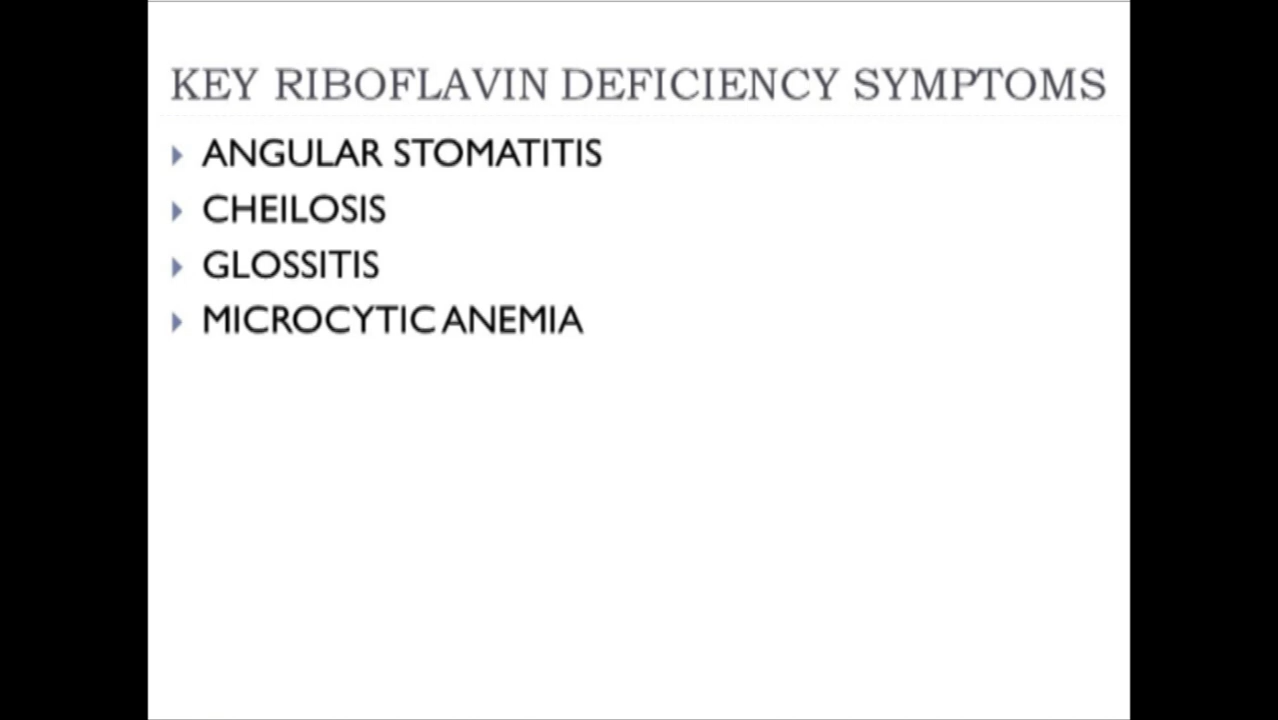 KEY RIBOFLAVIN DEFICIENCY SYMPTOMS
ANGULAR STOMATITIS
CHEILOSIS
GLOSSITIS
MICROCYTIC ANEMIA